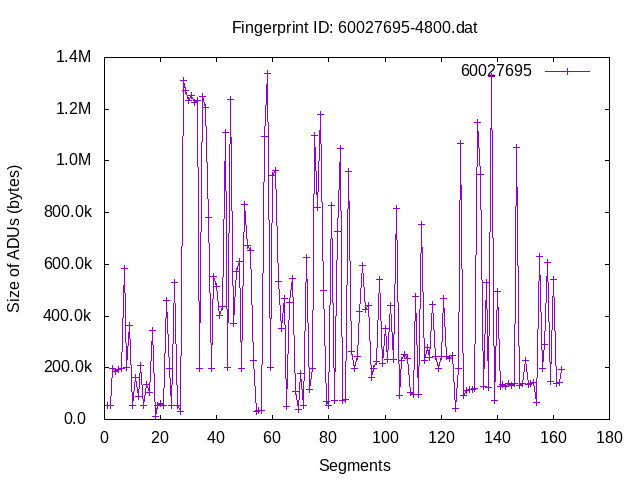 Fingerprint ID: 60027695-4800.dat
60027695
1.4M
1.2M
1.0M
800.0k
600.0k
400.0k
200.0k
0.0
Size of ADUs (bytes)
0 20 40 60 80 100 120 140 160 180
Segments